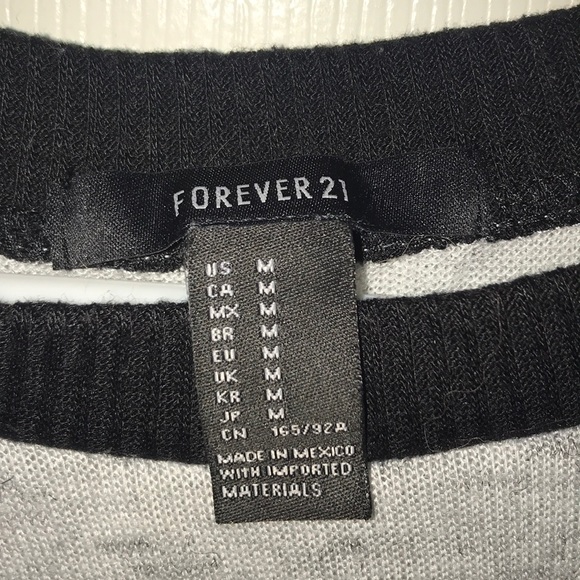 FOREVER 21
US M
CA M
MX M
BR M
EU M
UK M
KR M
JP M
CN 165/92A
MADE IN MEXICO
WITH IMPORTED
MATERIALS